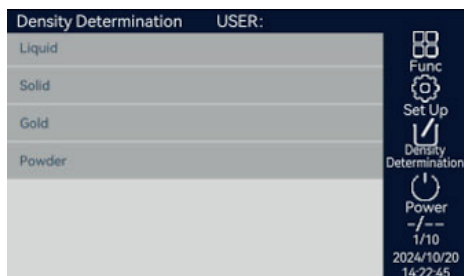 Density Determination USER:
Liquid
Solid
Gold
Powder
Func
Set Up
Density
Determination
Power
-/--
1/10
2024/10/20
14:22:45